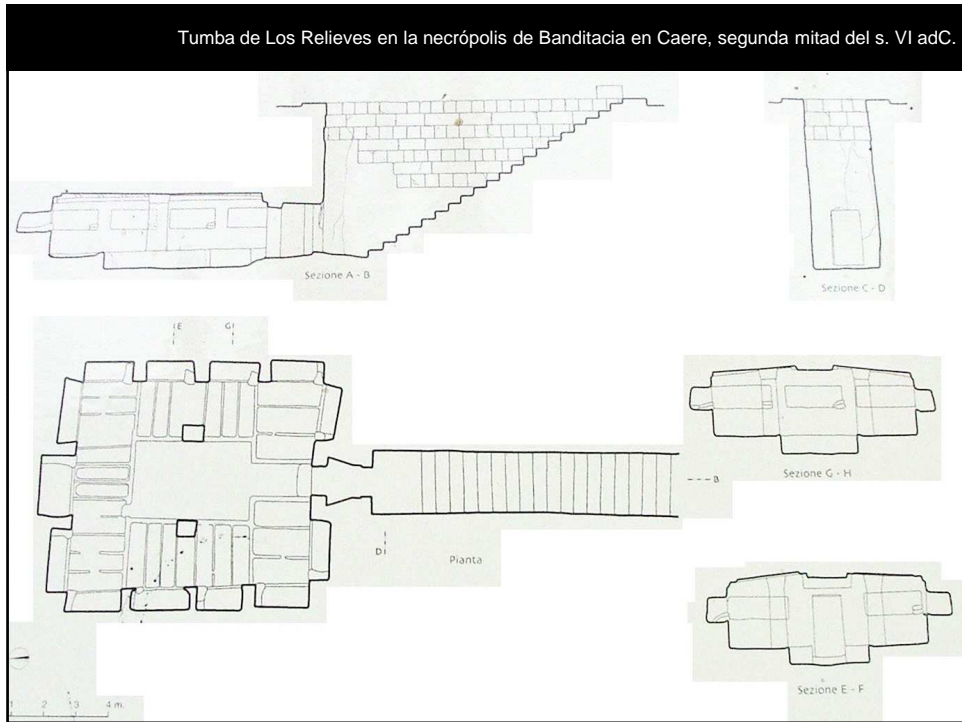 Tumba de Los Relieves en la necrópolis de Banditacia en Caere, segunda mitad del s. VI adC.
Sezione A - B
Sezione C - D
E G
B
Sezione G - H
D
Pianta
Sezione E - F
1 2 3 4 m.